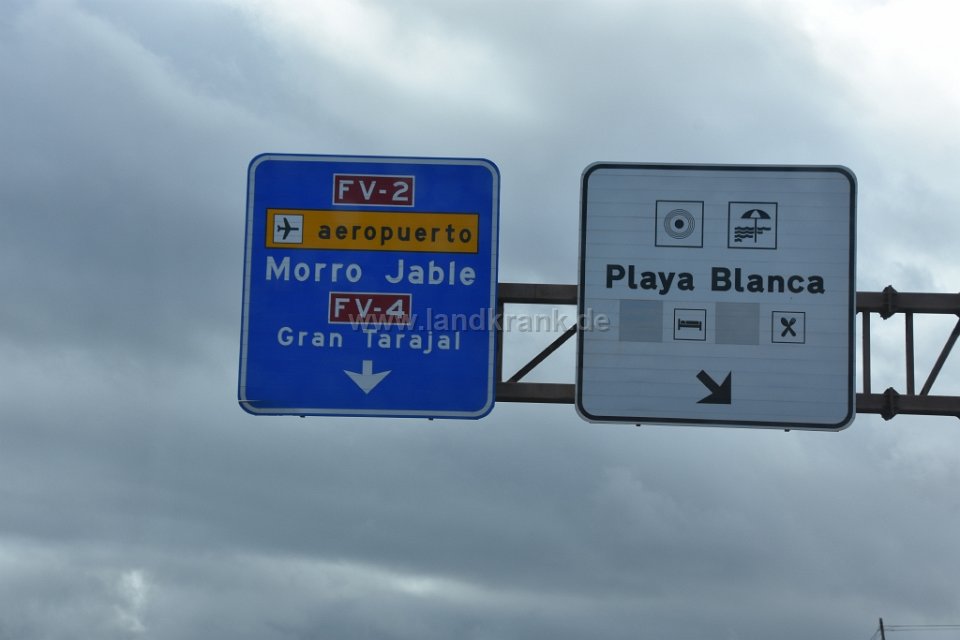 FV-2
aeropuerto
Morro Jable
FV-4
Gran Tarajal
Playa Blanca
www.landkrank.de